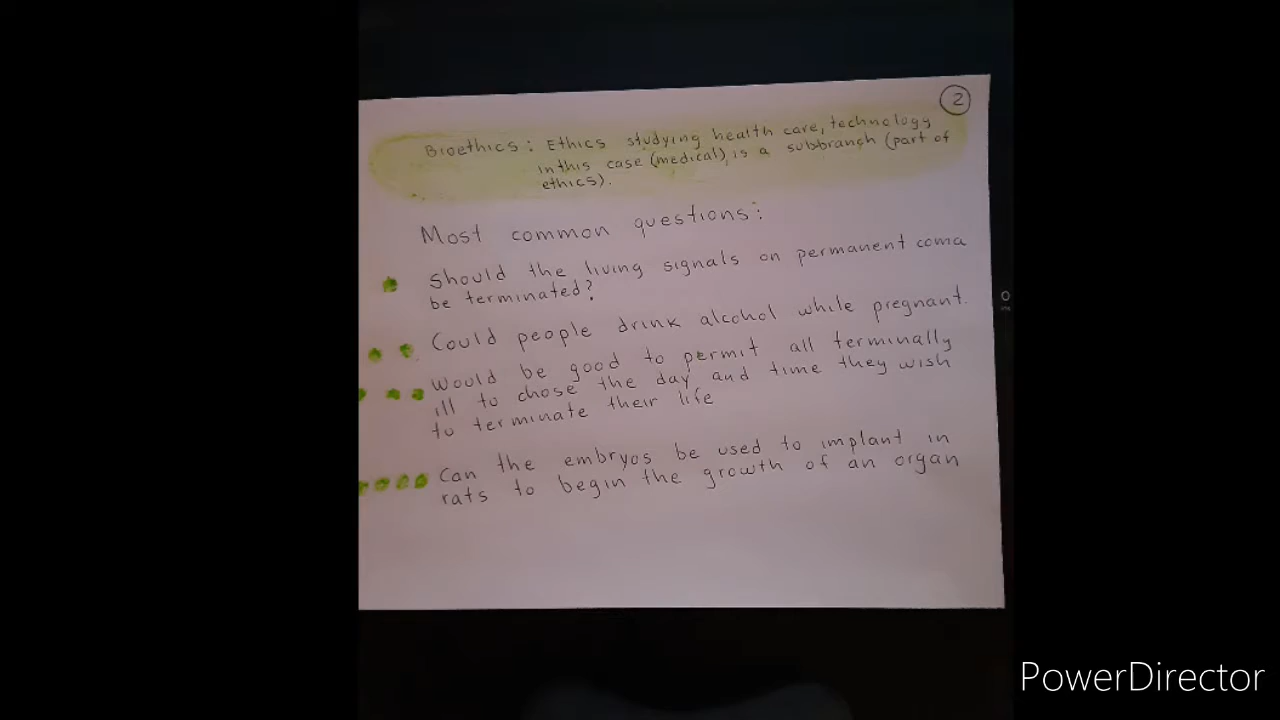 2
Bioethics: Ethics studying health care, technology
in this case (medical), is a subbranch (part of
ethics).
Most common questions:
Should the living signals on permanent coma
be terminated?
Could people drink alcohol while pregnant.
Would be good to permit all terminally
ill to chose the day and time they wish
to terminate their life
Can the embryos be used to implant in
rats to begin the growth of an organ
PowerDirector